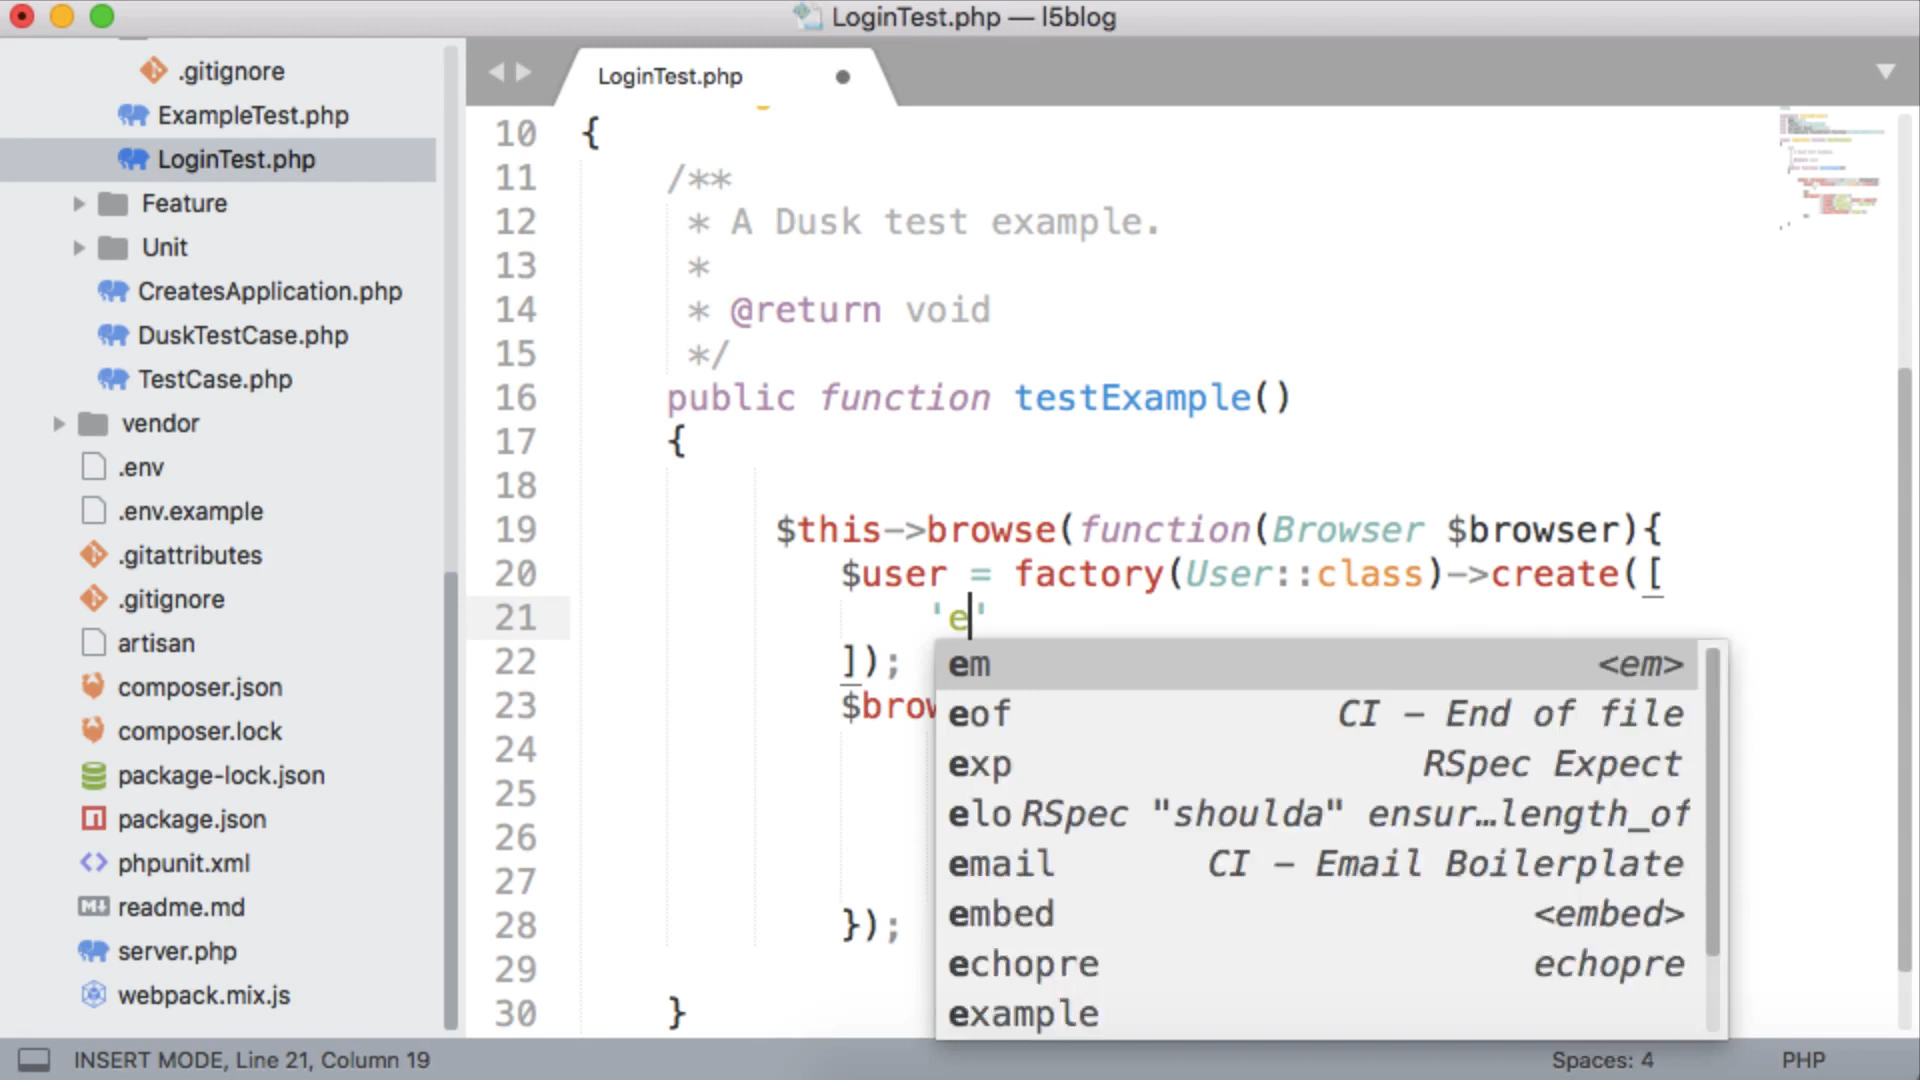 LoginTest.php — l5blog
.gitignore
ExampleTest.php
LoginTest.php
Feature
Unit
CreatesApplication.php
DuskTestCase.php
TestCase.php
vendor
.env
.env.example
.gitattributes
.gitignore
artisan
composer.json
composer.lock
package-lock.json
package.json
phpunit.xml
readme.md
server.php
webpack.mix.js
LoginTest.php
10 {
11 /**
12 * A Dusk test example.
13 *
14 * @return void
15 */
16 public function testExample()
17 {
18
19 $this->browse(function(Browser $browser){
20 $user = factory(User::class)->create([
21 'e'
22 ]);
23 $brow
24
25
26
27
28 });
29
30 }
em <em>
eof CI – End of file
exp RSpec Expect
elo RSpec "shoulda" ensur…length_of
email CI – Email Boilerplate
embed <embed>
echopre echopre
example
INSERT MODE, Line 21, Column 19
Spaces: 4
PHP